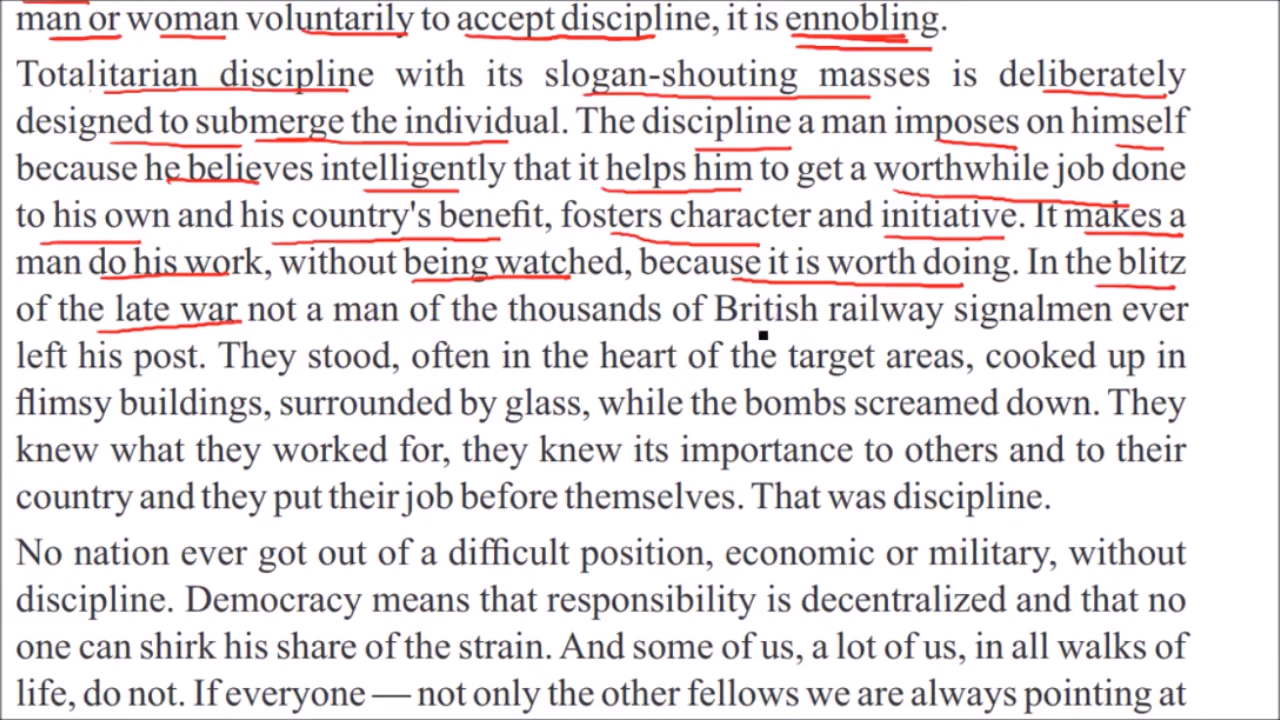 man or woman voluntarily to accept discipline, it is ennobling.
Totalitarian discipline with its slogan-shouting masses is deliberately
designed to submerge the individual. The discipline a man imposes on himself
because he believes intelligently that it helps him to get a worthwhile job done
to his own and his country's benefit, fosters character and initiative. It makes a
man do his work, without being watched, because it is worth doing. In the blitz
of the late war not a man of the thousands of British railway signalmen ever
left his post. They stood, often in the heart of the target areas, cooked up in
flimsy buildings, surrounded by glass, while the bombs screamed down. They
knew what they worked for, they knew its importance to others and to their
country and they put their job before themselves. That was discipline.
No nation ever got out of a difficult position, economic or military, without
discipline. Democracy means that responsibility is decentralized and that no
one can shirk his share of the strain. And some of us, a lot of us, in all walks of
life, do not. If everyone — not only the other fellows we are always pointing at